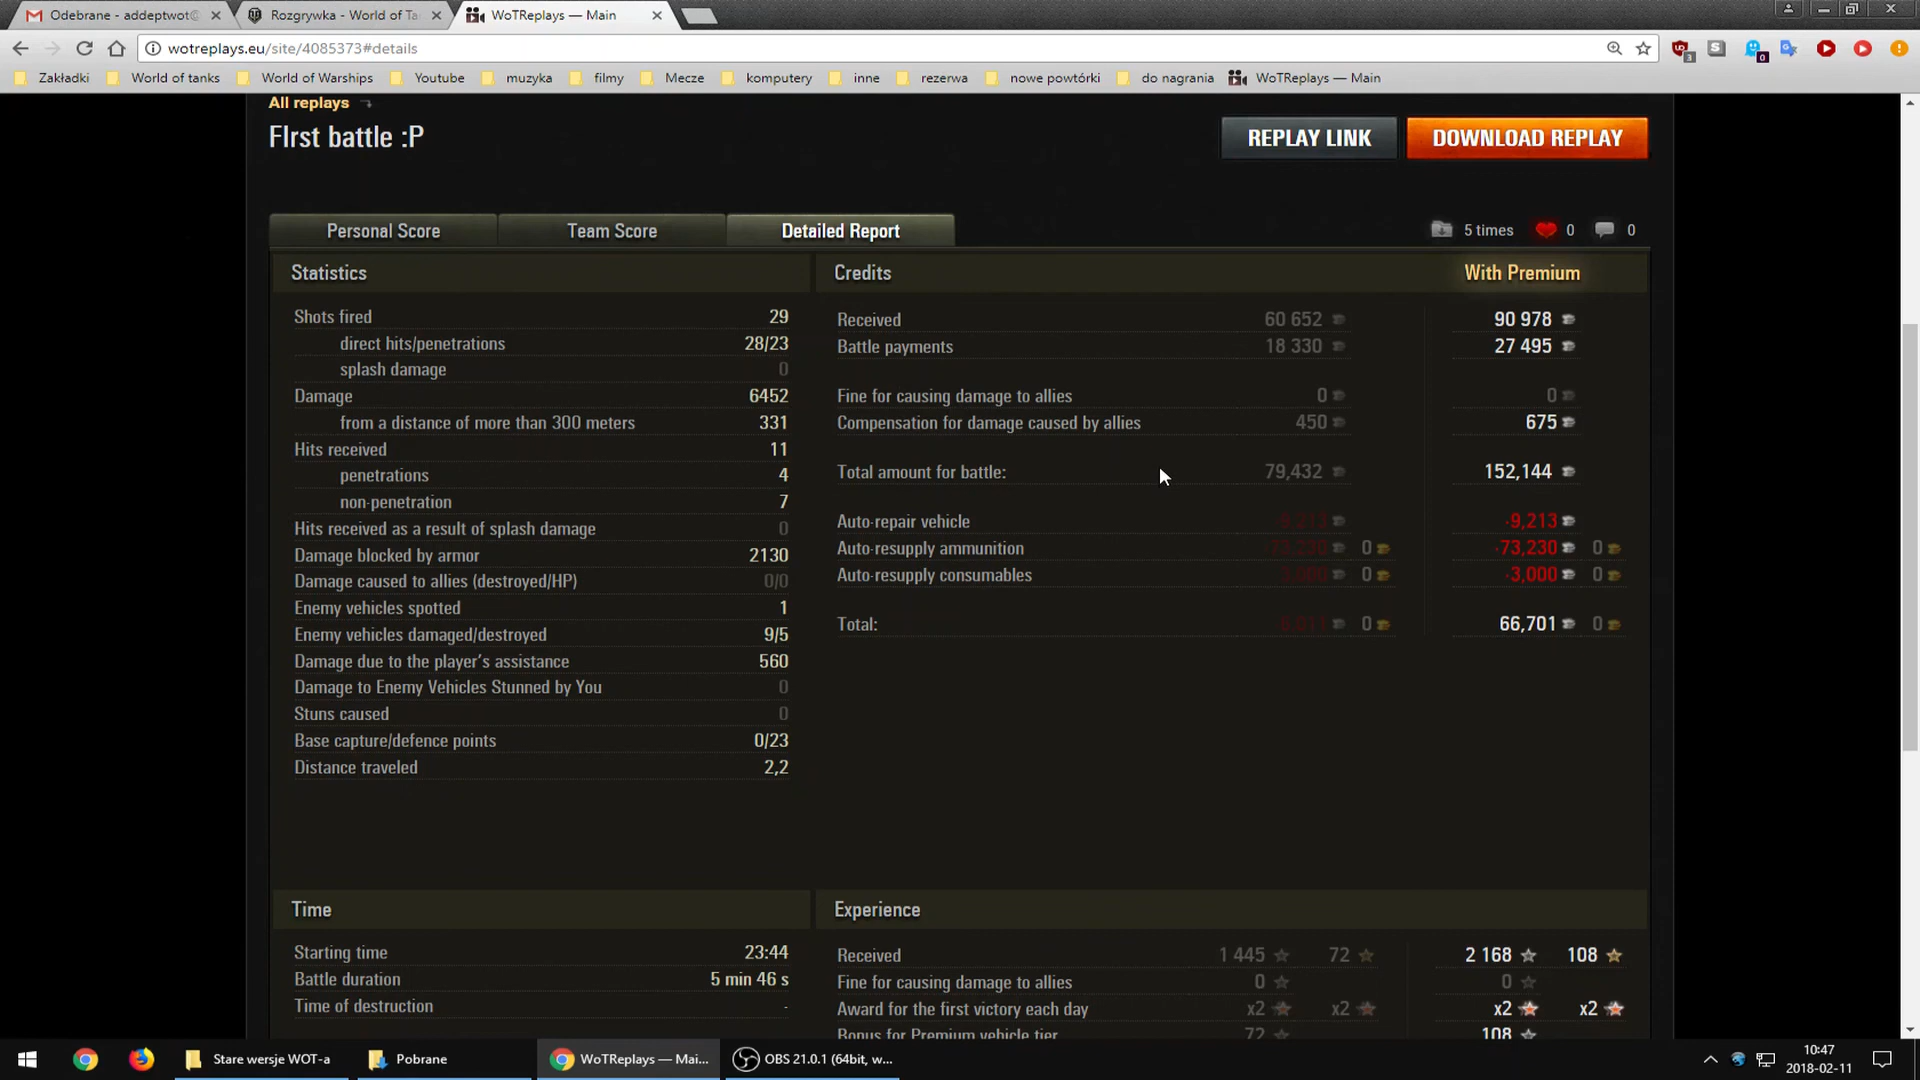 Odebrane - addeptwot@
Rozgrywka - World of Ta
WoTReplays — Main
wotreplays.eu/site/4085373#details
Zakładki World of tanks World of Warships Youtube muzyka filmy Mecze komputery inne rezerwa nowe powtórki do nagrania WoTReplays — Main
All replays
FIrst battle :P
REPLAY LINK
DOWNLOAD REPLAY
Personal Score
Team Score
Detailed Report
5 times 0 0
Statistics
Shots fired 29
direct hits/penetrations 28/23
splash damage 0
Damage 6452
from a distance of more than 300 meters 331
Hits received 11
penetrations 4
non-penetration 7
Hits received as a result of splash damage 0
Damage blocked by armor 2130
Damage caused to allies (destroyed/HP) 0/0
Enemy vehicles spotted 1
Enemy vehicles damaged/destroyed 9/5
Damage due to the player's assistance 560
Damage to Enemy Vehicles Stunned by You 0
Stuns caused 0
Base capture/defence points 0/23
Distance traveled 2,2
Credits With Premium
Received 60 652 90 978
Battle payments 18 330 27 495
Fine for causing damage to allies 0 0
Compensation for damage caused by allies 450 675
Total amount for battle: 79,432 152,144
Auto-repair vehicle -9,213 -9,213
Auto-resupply ammunition -73,230 0 -73,230 0
Auto-resupply consumables -3,000 0 -3,000 0
Total: 0 66,701 0
Time
Starting time 23:44
Battle duration 5 min 46 s
Time of destruction -
Experience
Received 1 445 72 2 168 108
Fine for causing damage to allies 0 0
Award for the first victory each day x2 x2 x2 x2
Bonus for Premium vehicle tier 72 108
Stare wersje WOT-a
Pobrane
WoTReplays — Mai...
OBS 21.0.1 (64bit, w...
10:47
2018-02-11